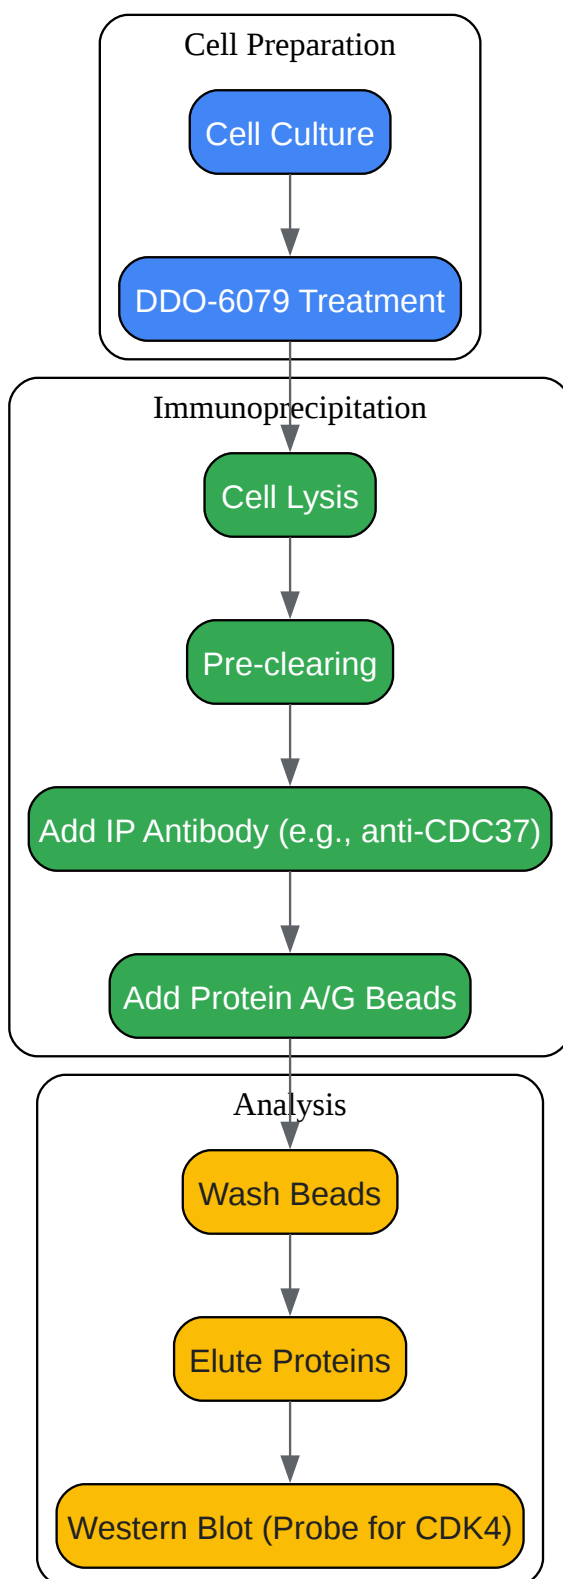 Cell Preparation
Cell Culture
DDO-6079 Treatment
Immunoprecipitation
Cell Lysis
Pre-clearing
Add IP Antibody (e.g., anti-CDC37)
Add Protein A/G Beads
Analysis
Wash Beads
Elute Proteins
Western Blot (Probe for CDK4)